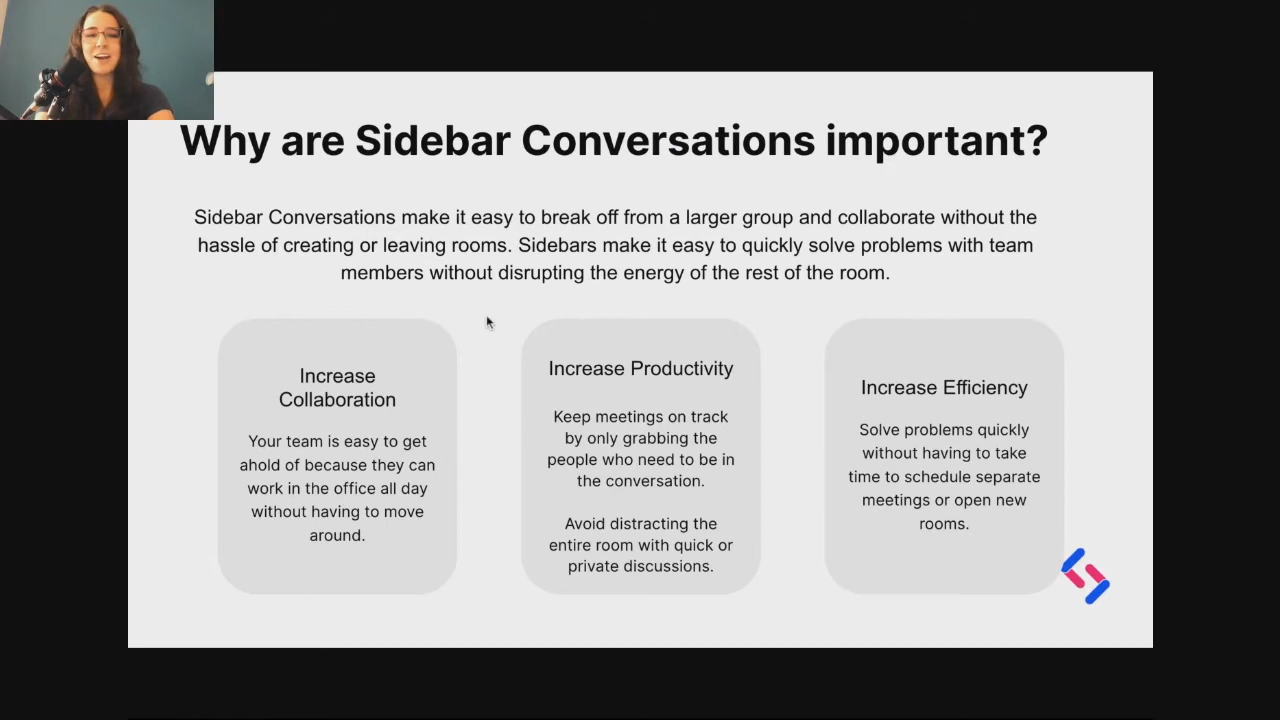 Why are Sidebar Conversations important?
Sidebar Conversations make it easy to break off from a larger group and collaborate without the
hassle of creating or leaving rooms. Sidebars make it easy to quickly solve problems with team
members without disrupting the energy of the rest of the room.
Increase
Collaboration
Your team is easy to get
ahold of because they can
work in the office all day
without having to move
around.
Increase Productivity
Keep meetings on track
by only grabbing the
people who need to be in
the conversation.
Avoid distracting the
entire room with quick or
private discussions.
Increase Efficiency
Solve problems quickly
without having to take
time to schedule separate
meetings or open new
rooms.